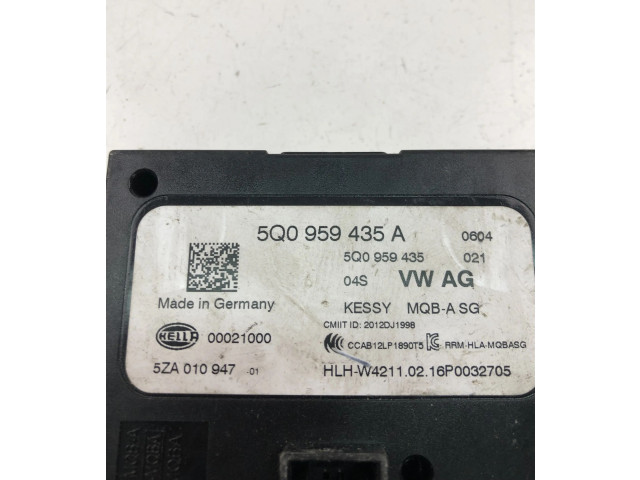 5Q0 959 435 A 0604
5Q0 959 435 021
04S VW AG
Made in Germany KESSY MQB-A SG
CMIIT ID: 2012DJ1998
HELLA 00021000 CCAB12LP1890T5 RRM-HLA-MQBASG
5ZA 010 947 01 HLH-W4211.02.16P0032705
MQB-A